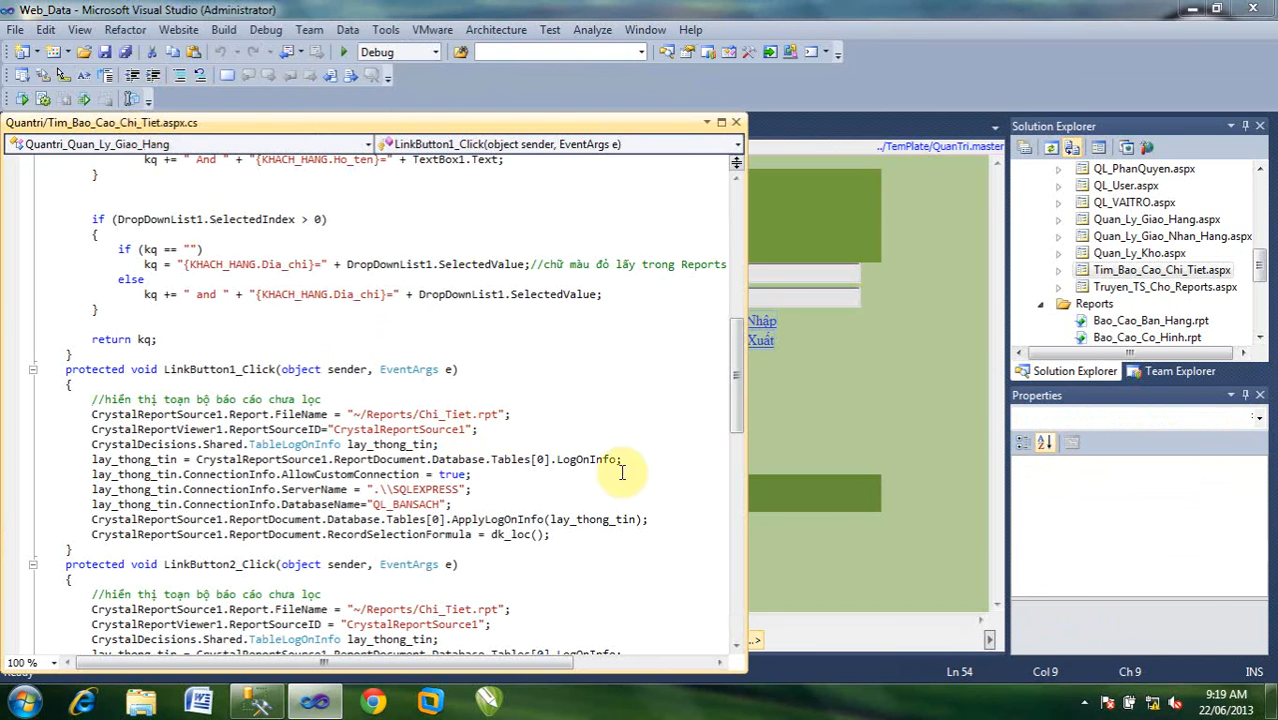 Web_Data - Microsoft Visual Studio (Administrator)
File Edit View Refactor Website Build Debug Team Data Tools VMware Architecture Test Analyze Window Help
Debug
Quantri/Tim_Bao_Cao_Chi_Tiet.aspx.cs
Quantri_Quan_Ly_Giao_Hang
LinkButton1_Click(object sender, EventArgs e)
kq += " And " + "{KHACH_HANG.Ho_ten}=" + TextBox1.Text;
}
if (DropDownList1.SelectedIndex > 0)
{
if (kq == "")
kq = "{KHACH_HANG.Dia_chi}=" + DropDownList1.SelectedValue;//chữ màu đỏ lấy trong Reports
else
kq += " and " + "{KHACH_HANG.Dia_chi}=" + DropDownList1.SelectedValue;
}
return kq;
}
protected void LinkButton1_Click(object sender, EventArgs e)
{
//hiển thị toạn bộ báo cáo chưa lọc
CrystalReportSource1.Report.FileName = "~/Reports/Chi_Tiet.rpt";
CrystalReportViewer1.ReportSourceID="CrystalReportSource1";
CrystalDecisions.Shared.TableLogOnInfo lay_thong_tin;
lay_thong_tin = CrystalReportSource1.ReportDocument.Database.Tables[0].LogOnInfo;
lay_thong_tin.ConnectionInfo.AllowCustomConnection = true;
lay_thong_tin.ConnectionInfo.ServerName = ".\\SQLEXPRESS";
lay_thong_tin.ConnectionInfo.DatabaseName="QL_BANSACH";
CrystalReportSource1.ReportDocument.Database.Tables[0].ApplyLogOnInfo(lay_thong_tin);
CrystalReportSource1.ReportDocument.RecordSelectionFormula = dk_loc();
}
protected void LinkButton2_Click(object sender, EventArgs e)
{
//hiển thị toạn bộ báo cáo chưa lọc
CrystalReportSource1.Report.FileName = "~/Reports/Chi_Tiet.rpt";
CrystalReportViewer1.ReportSourceID = "CrystalReportSource1";
CrystalDecisions.Shared.TableLogOnInfo lay_thong_tin;
lay_thong_tin = CrystalReportSource1.ReportDocument.Database.Tables[0].LogOnInfo;
100 %
../TemPlate/QuanTri.master
Nhập
Xuất
..>
Solution Explorer
QL_PhanQuyen.aspx
QL_User.aspx
QL_VAITRO.aspx
Quan_Ly_Giao_Hang.aspx
Quan_Ly_Giao_Nhan_Hang.aspx
Quan_Ly_Kho.aspx
Tim_Bao_Cao_Chi_Tiet.aspx
Truyen_TS_Cho_Reports.aspx
Reports
Bao_Cao_Ban_Hang.rpt
Bao_Cao_Co_Hinh.rpt
Solution Explorer Team Explorer
Properties
Ready
Ln 54 Col 9 Ch 9 INS
9:19 AM
22/06/2013